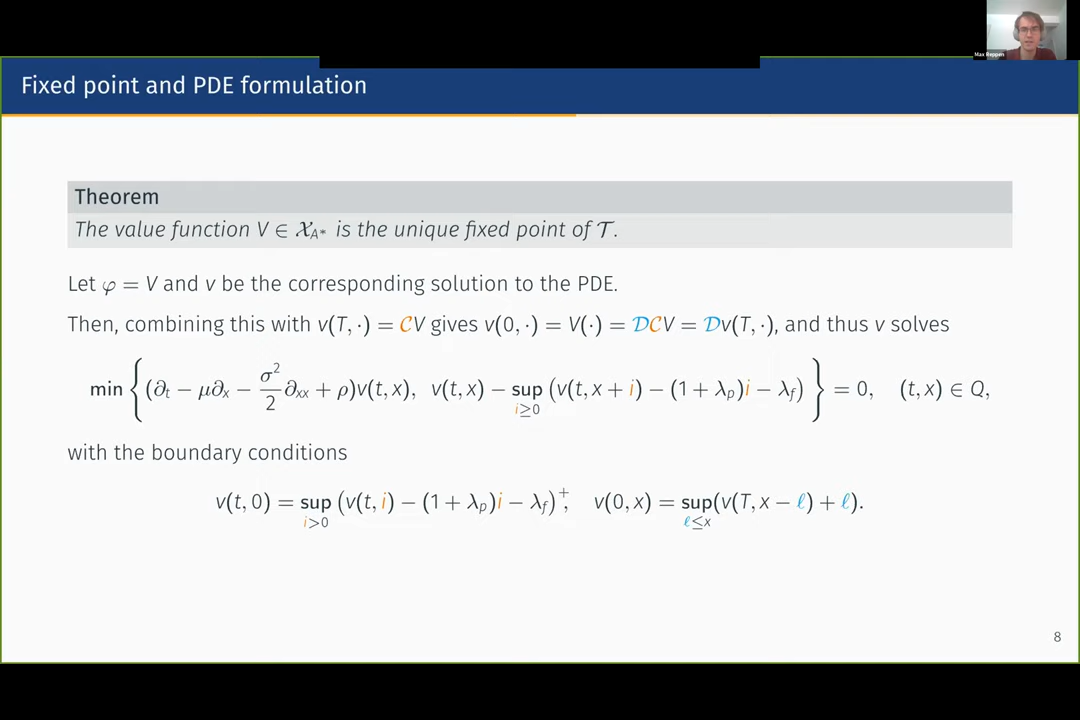 Max Reppen
Fixed point and PDE formulation
Theorem
The value function V ∈ 𝒳_{A*} is the unique fixed point of 𝒯.
Let φ = V and v be the corresponding solution to the PDE.
Then, combining this with v(T, ·) = 𝒞V gives v(0, ·) = V(·) = 𝒟𝒞V = 𝒟v(T, ·), and thus v solves
min { (∂_t − μ∂_x − σ²/2 ∂_{xx} + ρ)v(t, x), v(t, x) − sup_{i≥0} (v(t, x + i) − (1 + λ_p)i − λ_f) } = 0, (t, x) ∈ Q,
with the boundary conditions
v(t, 0) = sup_{i>0} (v(t, i) − (1 + λ_p)i − λ_f)^+, v(0, x) = sup_{ℓ≤x} (v(T, x − ℓ) + ℓ).
8